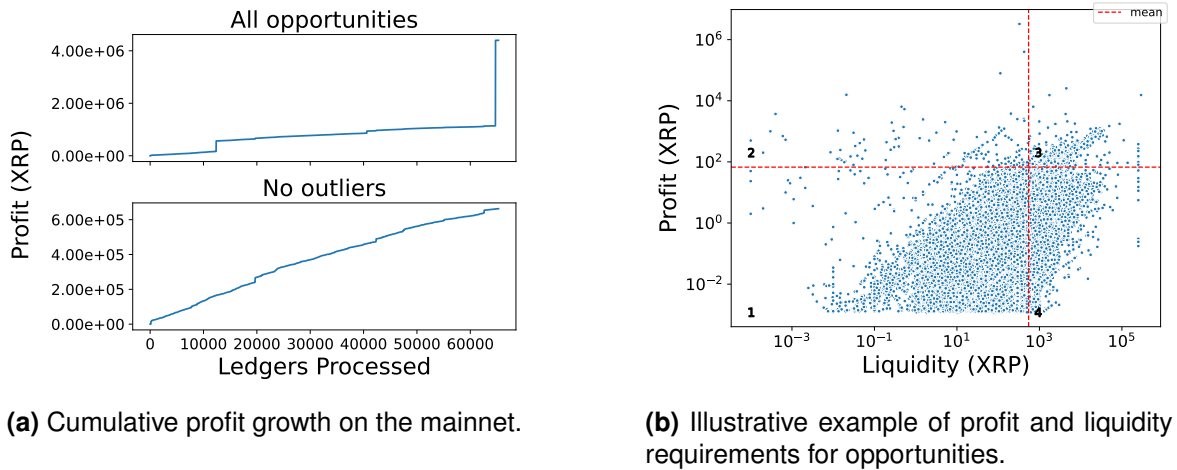 All opportunities
4.00e+06
2.00e+06
0.00e+00
No outliers
6.00e+05
4.00e+05
2.00e+05
0.00e+00
Profit (XRP)
0 10000 20000 30000 40000 50000 60000
Ledgers Processed
(a) Cumulative profit growth on the mainnet.
mean
10^6
10^4
10^2
10^0
10^-2
Profit (XRP)
2 3
1 4
10^-3 10^-1 10^1 10^3 10^5
Liquidity (XRP)
(b) Illustrative example of profit and liquidity
requirements for opportunities.